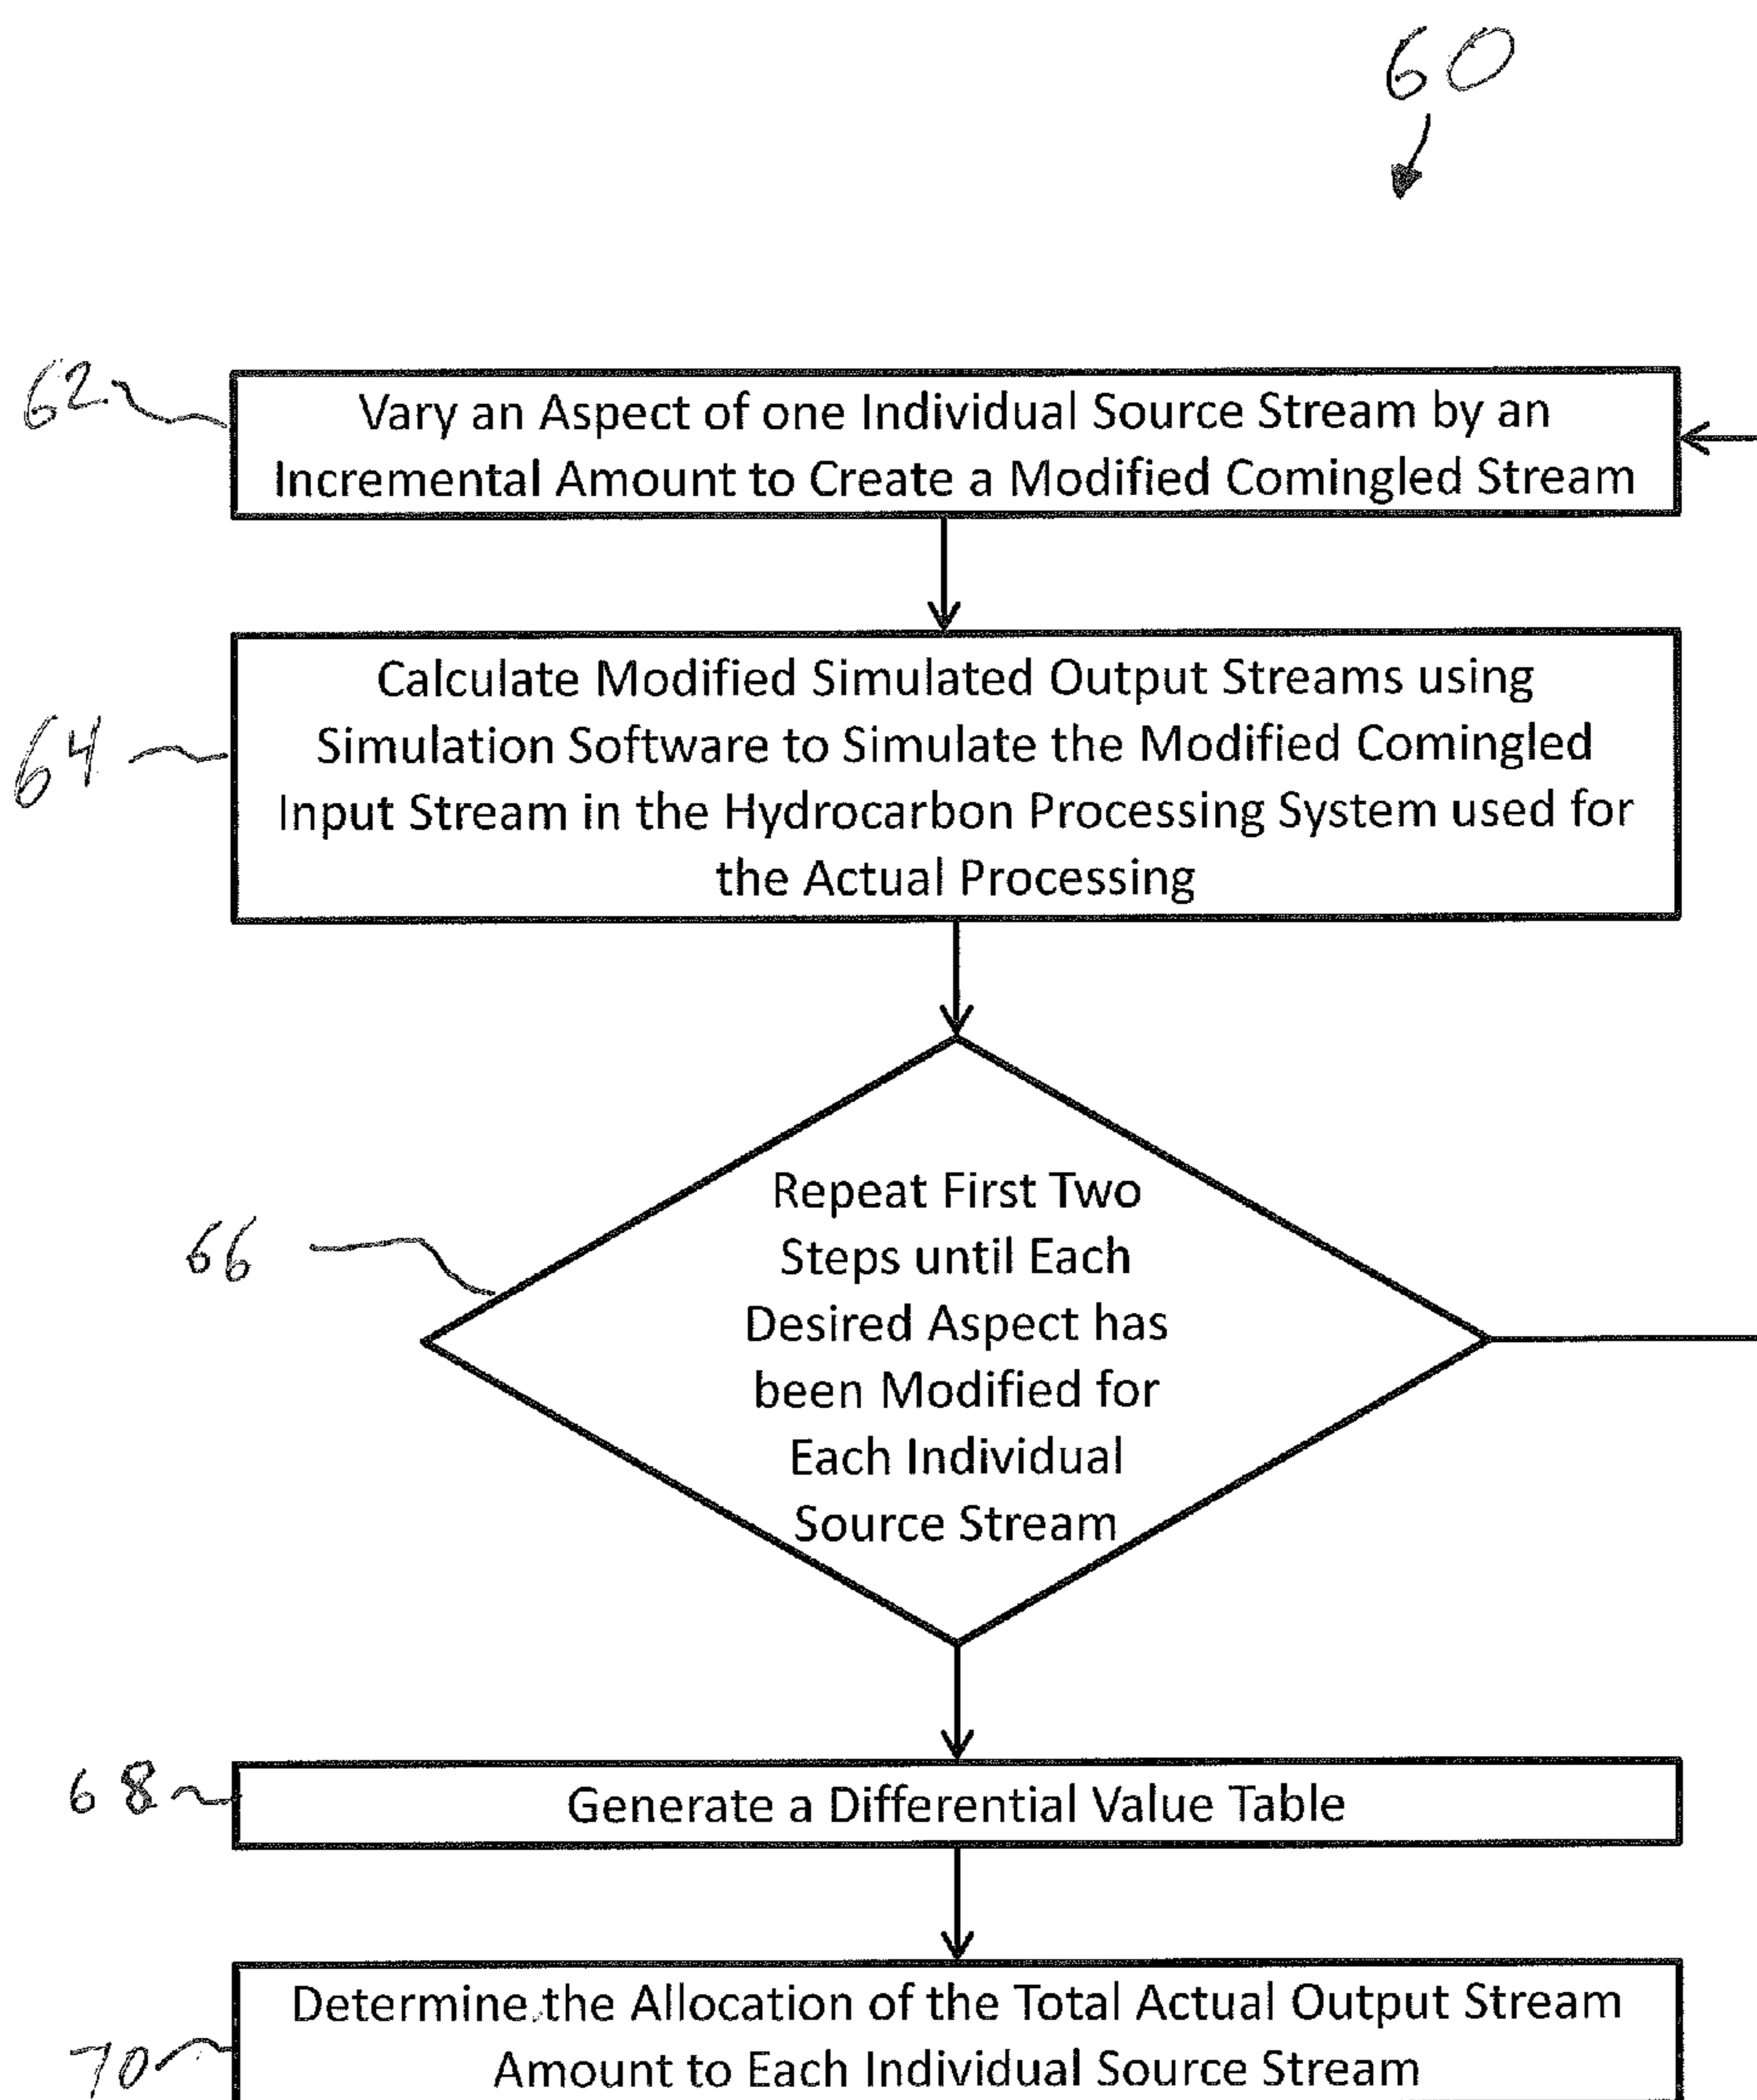 60
62
Vary an Aspect of one Individual Source Stream by an
Incremental Amount to Create a Modified Comingled Stream
64
Calculate Modified Simulated Output Streams using
Simulation Software to Simulate the Modified Comingled
Input Stream in the Hydrocarbon Processing System used for
the Actual Processing
66
Repeat First Two
Steps until Each
Desired Aspect has
been Modified for
Each Individual
Source Stream
68
Generate a Differential Value Table
70
Determine the Allocation of the Total Actual Output Stream
Amount to Each Individual Source Stream